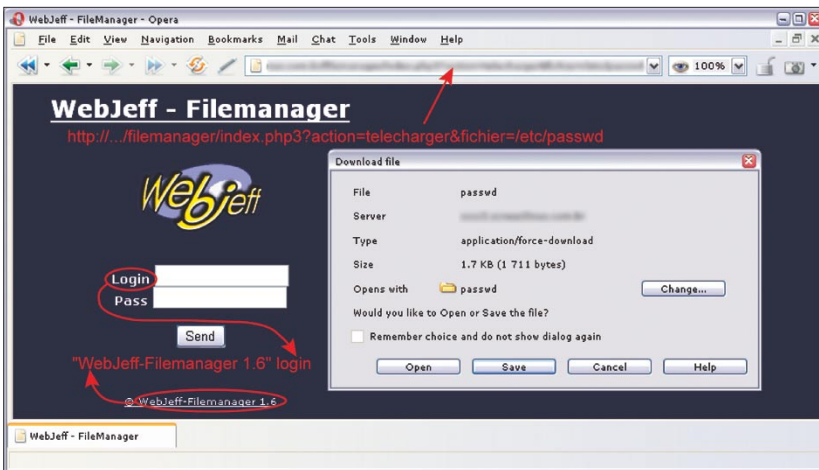 WebJeff - FileManager - Opera
File Edit View Navigation Bookmarks Mail Chat Tools Window Help
100%
WebJeff - Filemanager
http://.../filemanager/index.php3?action=telecharger&fichier=/etc/passwd
Webjeff
Download file
File passwd
Server
Type application/force-download
Size 1.7 KB (1 711 bytes)
Opens with passwd Change...
Would you like to Open or Save the file?
Remember choice and do not show dialog again
Open Save Cancel Help
Login
Pass
Send
"WebJeff-Filemanager 1.6" login
© WebJeff-Filemanager 1.6
WebJeff - FileManager